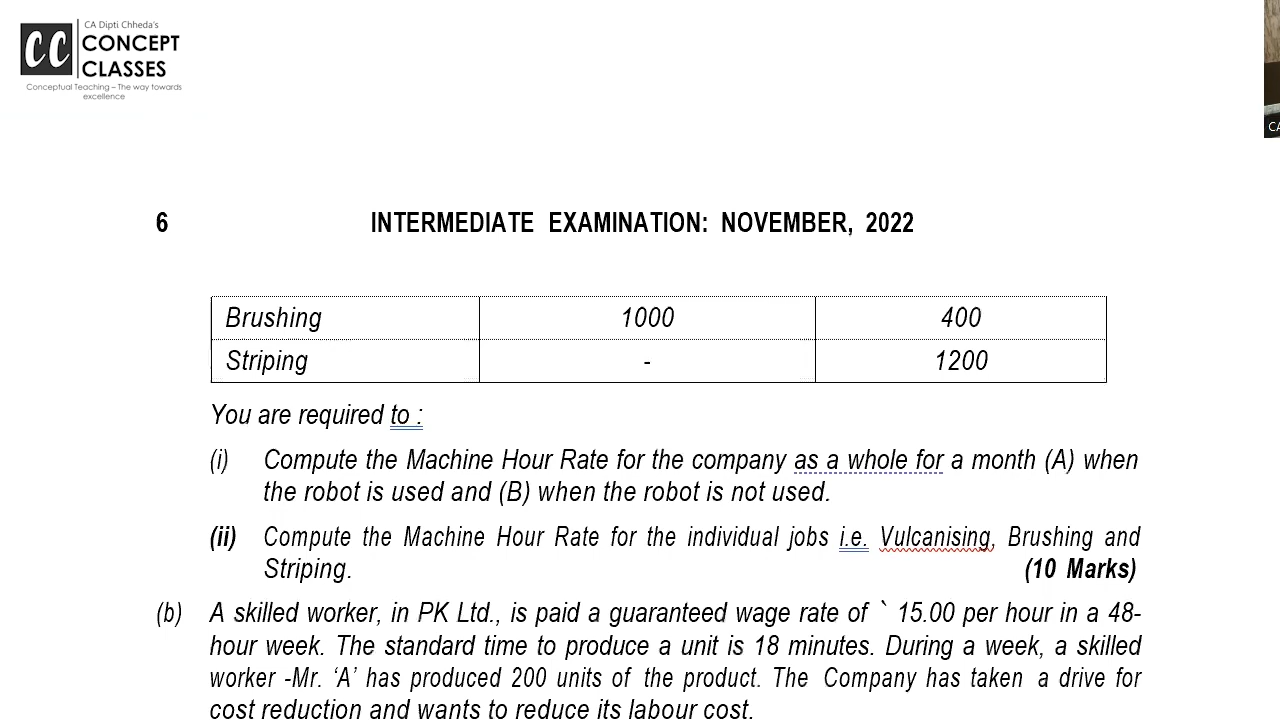 CA Dipti Chheda's
CC CONCEPT
CLASSES
Conceptual Teaching – The way towards
excellence
CA
6 INTERMEDIATE EXAMINATION: NOVEMBER, 2022
Brushing 1000 400
Striping - 1200
You are required to :
(i) Compute the Machine Hour Rate for the company as a whole for a month (A) when
the robot is used and (B) when the robot is not used.
(ii) Compute the Machine Hour Rate for the individual jobs i.e. Vulcanising, Brushing and
Striping. (10 Marks)
(b) A skilled worker, in PK Ltd., is paid a guaranteed wage rate of ` 15.00 per hour in a 48-
hour week. The standard time to produce a unit is 18 minutes. During a week, a skilled
worker -Mr. ‘A’ has produced 200 units of the product. The Company has taken a drive for
cost reduction and wants to reduce its labour cost.